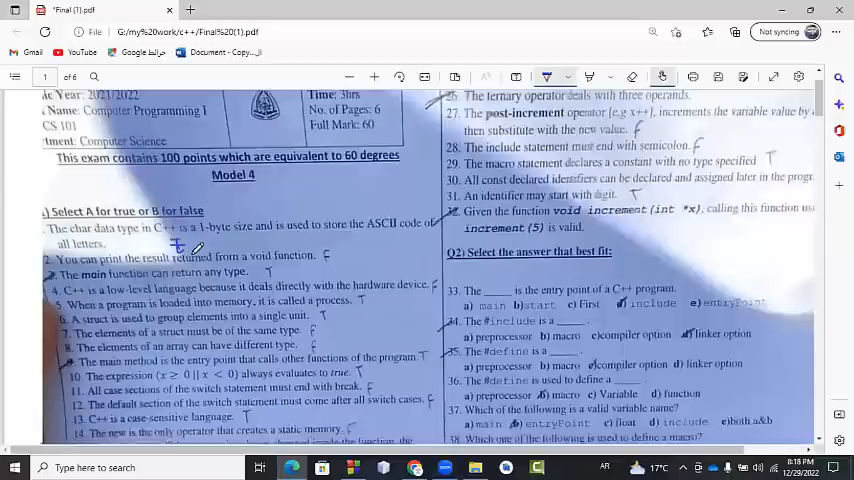 *Final (1).pdf
File
G:/my%20work/c++/Final%20(1).pdf
Not syncing
Gmail
YouTube
خرائط Google
Document - Copy...
1
of 6
Year: 2021/2022
Name: Computer Programming I
CS 101
tment: Computer Science
Time: 3hrs
No. of Pages: 6
Full Mark: 60
This exam contains 100 points which are equivalent to 60 degrees
Model 4
) Select A for true or B for false
. The char data type in C++ is a 1-byte size and is used to store the ASCII code of
all letters.
2. You can print the result returned from a void function. F
The main function can return any type. T
4. C++ is a low-level language because it deals directly with the hardware device. F
5. When a program is loaded into memory, it is called a process. T
6. A struct is used to group elements into a single unit. T
7. The elements of a struct must be of the same type. F
8. The elements of an array can have different type. F
The main method is the entry point that calls other functions of the program. T
10 The expression (x ≥ 0 || x < 0) always evaluates to true. T
11. All case sections of the switch statement must end with break. F
12. The default section of the switch statement must come after all switch cases. F
13. C++ is a case-sensitive language. T
14. The new is the only operator that creates a static memory. F
26. The ternary operator deals with three operands.
27. The post-increment operator [e.g x++], increments the variable value by
then substitute with the new value. F
28. The include statement must end with semicolon. F
29. The macro statement declares a constant with no type specified T
30. All const declared identifiers can be declared and assigned later in the progr
31. An identifier may start with digit. T
32. Given the function void increment(int *x), calling this function us
increment(5) is valid.
Q2) Select the answer that best fit:
33. The _____ is the entry point of a C++ program.
a) main b)start c) First d) include e)entryPoint
34. The #include is a _____
a) preprocessor b) macro c)compiler option d) linker option
35. The #define is a _____
a) preprocessor b) macro c)compiler option d) linker option
36. The #define is used to define a _____
a) preprocessor b) macro c) Variable d) function
37. Which of the following is a valid variable name?
a) main b)entryPoint c) float d) include e)both a&b
38. Which one of the following is used to define a macro?
Type here to search
AR
17°C
8:18 PM
12/29/2022